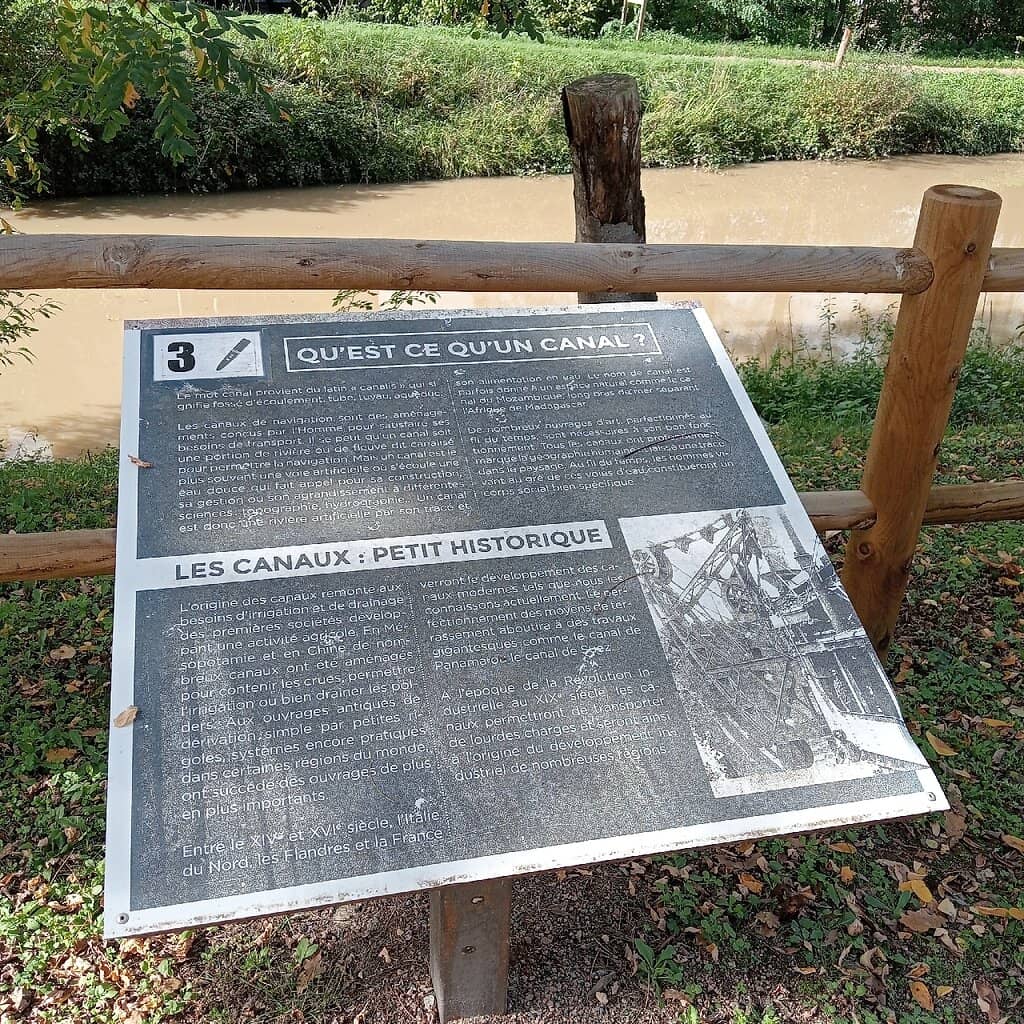 3
QU'EST CE QU'UN CANAL ?
Le mot canal provient du latin « canalis » qui si
gnifie fossé d'écoulement, tube, tuyau, aqueduc.
Les canaux de navigation sont des aménage-
ments conçus par l'Homme pour satisfaire ses
besoins de transport. Il se peut qu'un canal soit
une portion de rivière ou de fleuve dit canalisé
pour permettre la navigation. Mais un canal est le
plus souvent une voie artificielle où s'écoule une
eau douce qui fait appel pour sa construction,
sa gestion ou son agrandissement à différentes
sciences : topographie, hydrographie... Un canal
est donc une rivière artificielle par son tracé et
son alimentation en eau. Le nom de canal est
parfois donné à un espace naturel comme le ca-
nal du Mozambique, long bras de mer séparant
l'Afrique de Madagascar.
De nombreux ouvrages d'art, perfectionnés au
fil du temps, sont nécessaires à son bon fonc-
tionnement. Tous les canaux ont profondément
marqué la géographie humaine, laissant
dans le paysage. Au fil du temps, les hommes vi-
vant au gré de ces voies d'eau constitueront un
corps social bien spécifique.
LES CANAUX : PETIT HISTORIQUE
L'origine des canaux remonte aux
besoins d'irrigation et de drainage
des premières sociétés dévelop-
pant une activité agricole. En Mé-
sopotamie et en Chine, de nom-
breux canaux ont été aménagés
pour contenir les crues, permettre
l'irrigation ou bien drainer les pol
ders. Aux ouvrages antiques de
dérivation simple par petites ri-
goles, systèmes encore pratiqués
dans certaines régions du monde,
ont succédé des ouvrages de plus
en plus importants.
Entre le XIVe et XVIe siècle, l'Italie
du Nord, les Flandres et la France
verront le développement des ca-
naux modernes tels que nous les
connaissons actuellement. Le per-
fectionnement des moyens de ter-
rassement aboutira à des travaux
gigantesques comme le canal de
Panama ou le canal de Suez.
A l'époque de la Révolution in
dustrielle au XIXe siècle, les ca-
naux permettront de transporter
de lourdes charges et seront ainsi
à l'origine du développement in-
dustriel de nombreuses régions.